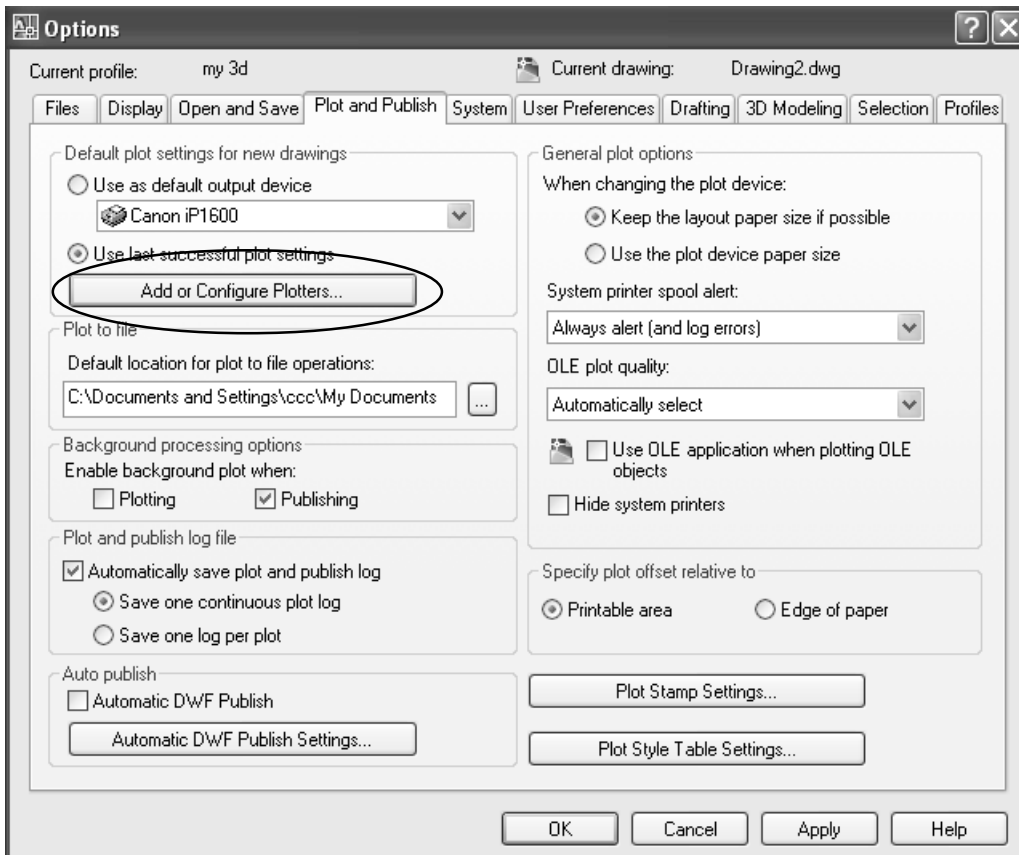 Options
Current profile: my 3d Current drawing: Drawing2.dwg
Files Display Open and Save Plot and Publish System User Preferences Drafting 3D Modeling Selection Profiles
Default plot settings for new drawings
Use as default output device
Canon iP1600
Use last successful plot settings
Add or Configure Plotters...
Plot to file
Default location for plot to file operations:
C:\Documents and Settings\ccc\My Documents
...
Background processing options
Enable background plot when:
Plotting Publishing
Plot and publish log file
Automatically save plot and publish log
Save one continuous plot log
Save one log per plot
Auto publish
Automatic DWF Publish
Automatic DWF Publish Settings...
General plot options
When changing the plot device:
Keep the layout paper size if possible
Use the plot device paper size
System printer spool alert:
Always alert (and log errors)
OLE plot quality:
Automatically select
Use OLE application when plotting OLE
objects
Hide system printers
Specify plot offset relative to
Printable area Edge of paper
Plot Stamp Settings...
Plot Style Table Settings...
OK Cancel Apply Help